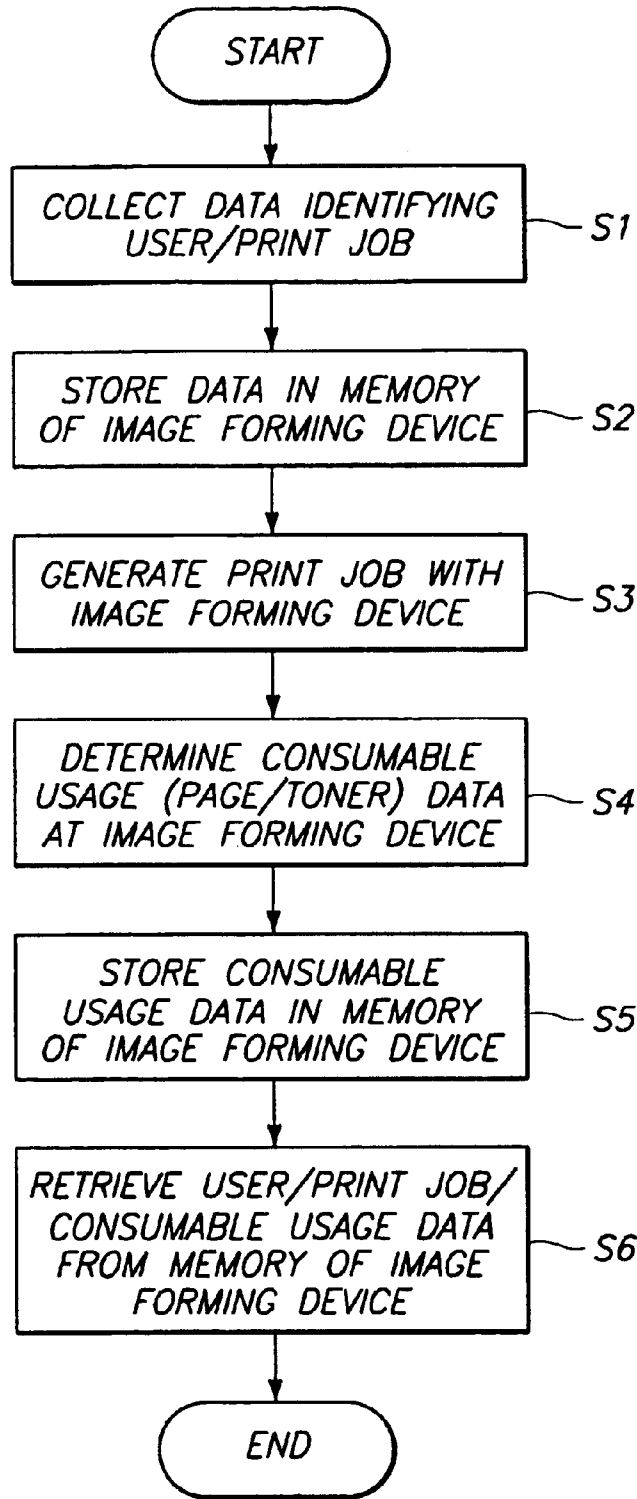 START
COLLECT DATA IDENTIFYING
USER/PRINT JOB
S1
STORE DATA IN MEMORY
OF IMAGE FORMING DEVICE
S2
GENERATE PRINT JOB WITH
IMAGE FORMING DEVICE
S3
DETERMINE CONSUMABLE
USAGE (PAGE/TONER) DATA
AT IMAGE FORMING DEVICE
S4
STORE CONSUMABLE
USAGE DATA IN MEMORY
OF IMAGE FORMING DEVICE
S5
RETRIEVE USER/PRINT JOB/
CONSUMABLE USAGE DATA
FROM MEMORY OF IMAGE
FORMING DEVICE
S6
END